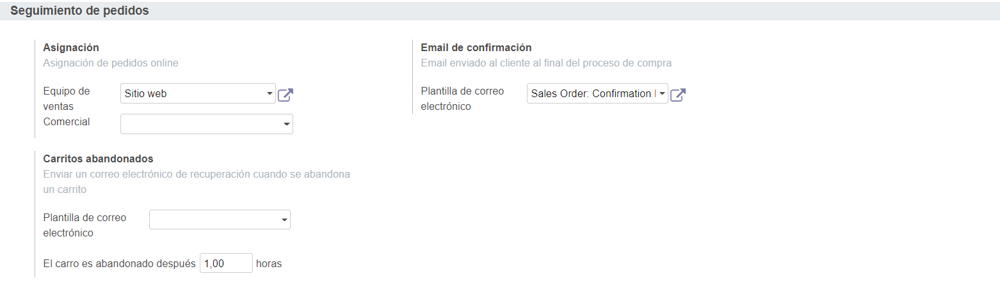 Seguimiento de pedidos
Asignación
Asignación de pedidos online
Equipo de
ventas
Sitio web
Comercial
Email de confirmación
Email enviado al cliente al final del proceso de compra
Plantilla de correo
electrónico
Sales Order: Confirmation
Carritos abandonados
Enviar un correo electrónico de recuperación cuando se abandona
un carrito
Plantilla de correo
electrónico
El carro es abandonado después 1,00 horas